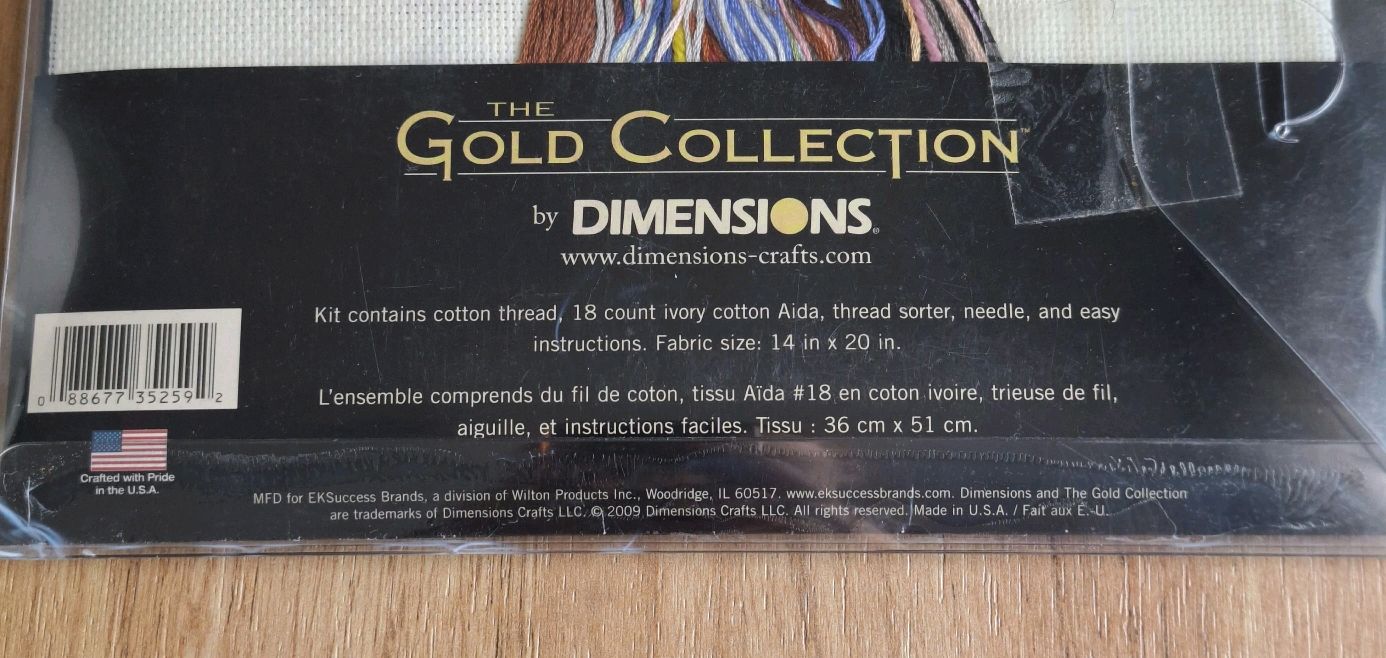 THE
GOLD COLLECTION™
by DIMENSIONS®
www.dimensions-crafts.com
Kit contains cotton thread, 18 count ivory cotton Aida, thread sorter, needle, and easy
instructions. Fabric size: 14 in x 20 in.
L'ensemble comprends du fil de coton, tissu Aïda #18 en coton ivoire, trieuse de fil,
aiguille, et instructions faciles. Tissu : 36 cm x 51 cm.
0 88677 35259 2
Crafted with Pride
in the U.S.A.
MFD for EKSuccess Brands, a division of Wilton Products Inc., Woodridge, IL 60517. www.eksuccessbrands.com. Dimensions and The Gold Collection
are trademarks of Dimensions Crafts LLC. © 2009 Dimensions Crafts LLC. All rights reserved. Made in U.S.A. / Fait aux É.-U.